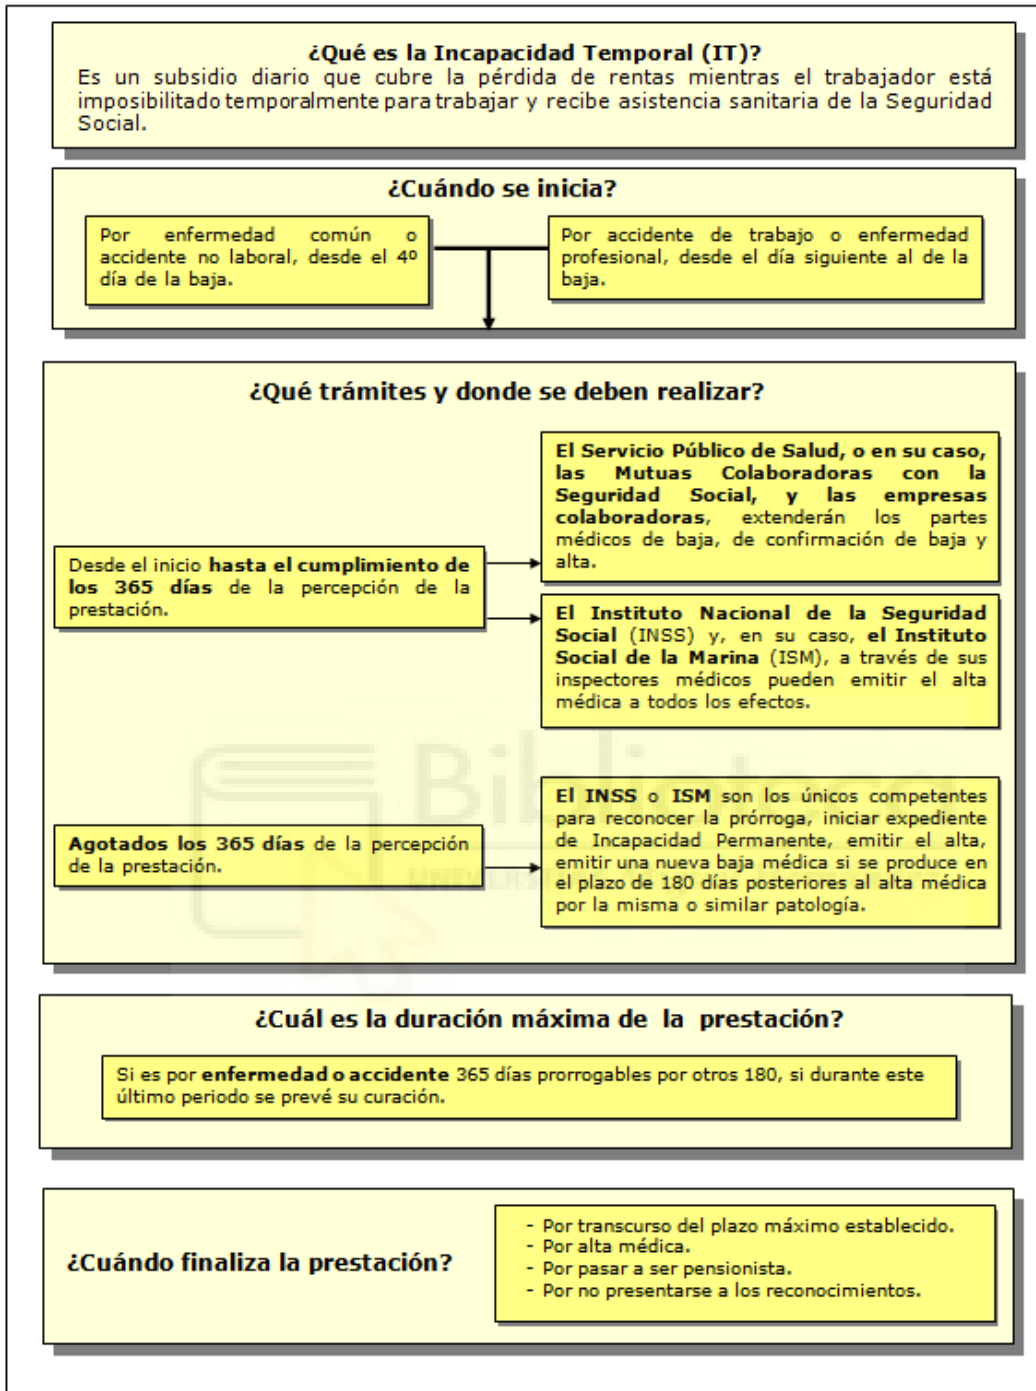 ¿Qué es la Incapacidad Temporal (IT)?
Es un subsidio diario que cubre la pérdida de rentas mientras el trabajador está
imposibilitado temporalmente para trabajar y recibe asistencia sanitaria de la Seguridad
Social.
¿Cuándo se inicia?
Por enfermedad común o
accidente no laboral, desde el 4º
día de la baja.
Por accidente de trabajo o enfermedad
profesional, desde el día siguiente al de la
baja.
¿Qué trámites y donde se deben realizar?
Desde el inicio hasta el cumplimiento de
los 365 días de la percepción de la
prestación.
El Servicio Público de Salud, o en su caso,
las Mutuas Colaboradoras con la
Seguridad Social, y las empresas
colaboradoras, extenderán los partes
médicos de baja, de confirmación de baja y
alta.
El Instituto Nacional de la Seguridad
Social (INSS) y, en su caso, el Instituto
Social de la Marina (ISM), a través de sus
inspectores médicos pueden emitir el alta
médica a todos los efectos.
Biblioteca
Agotados los 365 días de la percepción
de la prestación.
El INSS o ISM son los únicos competentes
para reconocer la prórroga, iniciar expediente
de Incapacidad Permanente, emitir el alta,
emitir una nueva baja médica si se produce en
el plazo de 180 días posteriores al alta médica
por la misma o similar patología.
¿Cuál es la duración máxima de la prestación?
Si es por enfermedad o accidente 365 días prorrogables por otros 180, si durante este
último periodo se prevé su curación.
¿Cuándo finaliza la prestación?
- Por transcurso del plazo máximo establecido.
- Por alta médica.
- Por pasar a ser pensionista.
- Por no presentarse a los reconocimientos.